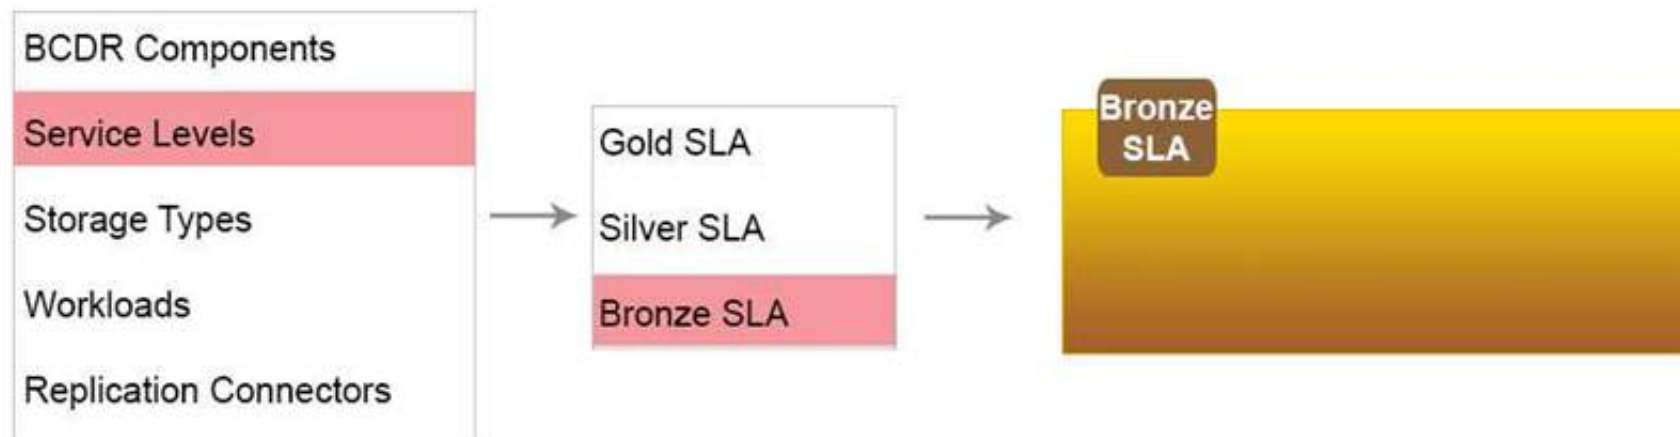 BCDR Components
Service Levels
Storage Types
Workloads
Replication Connectors
Gold SLA
Silver SLA
Bronze SLA
Bronze
SLA